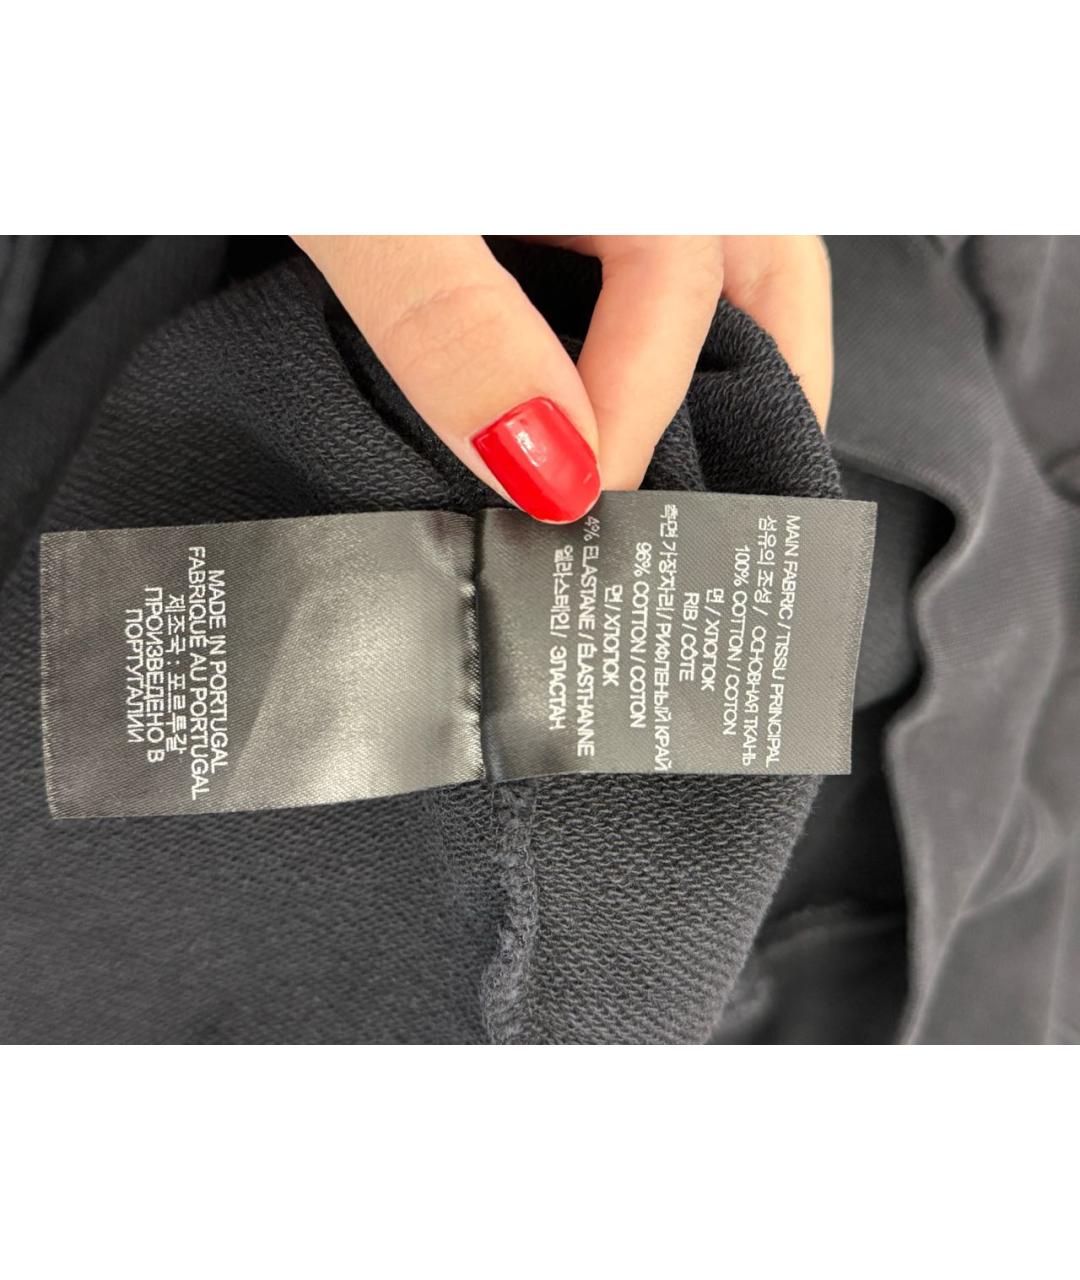 MAIN FABRIC / TISSU PRINCIPAL
섬유의 조성 / ОСНОВНАЯ ТКАНЬ
100% COTTON / COTON
면 / ХЛОПОК
RIB / CÔTE
측면 가장자리 / РИФЛЕНЫЙ КРАЙ
96% COTTON / COTON
면 / ХЛОПОК
4% ELASTANE / ÉLASTHANNE
엘라스테인 / ЭЛАСТАН
MADE IN PORTUGAL
FABRIQUÉ AU PORTUGAL
제조국 : 포르투갈
ПРОИЗВЕДЕНО В
ПОРТУГАЛИИ